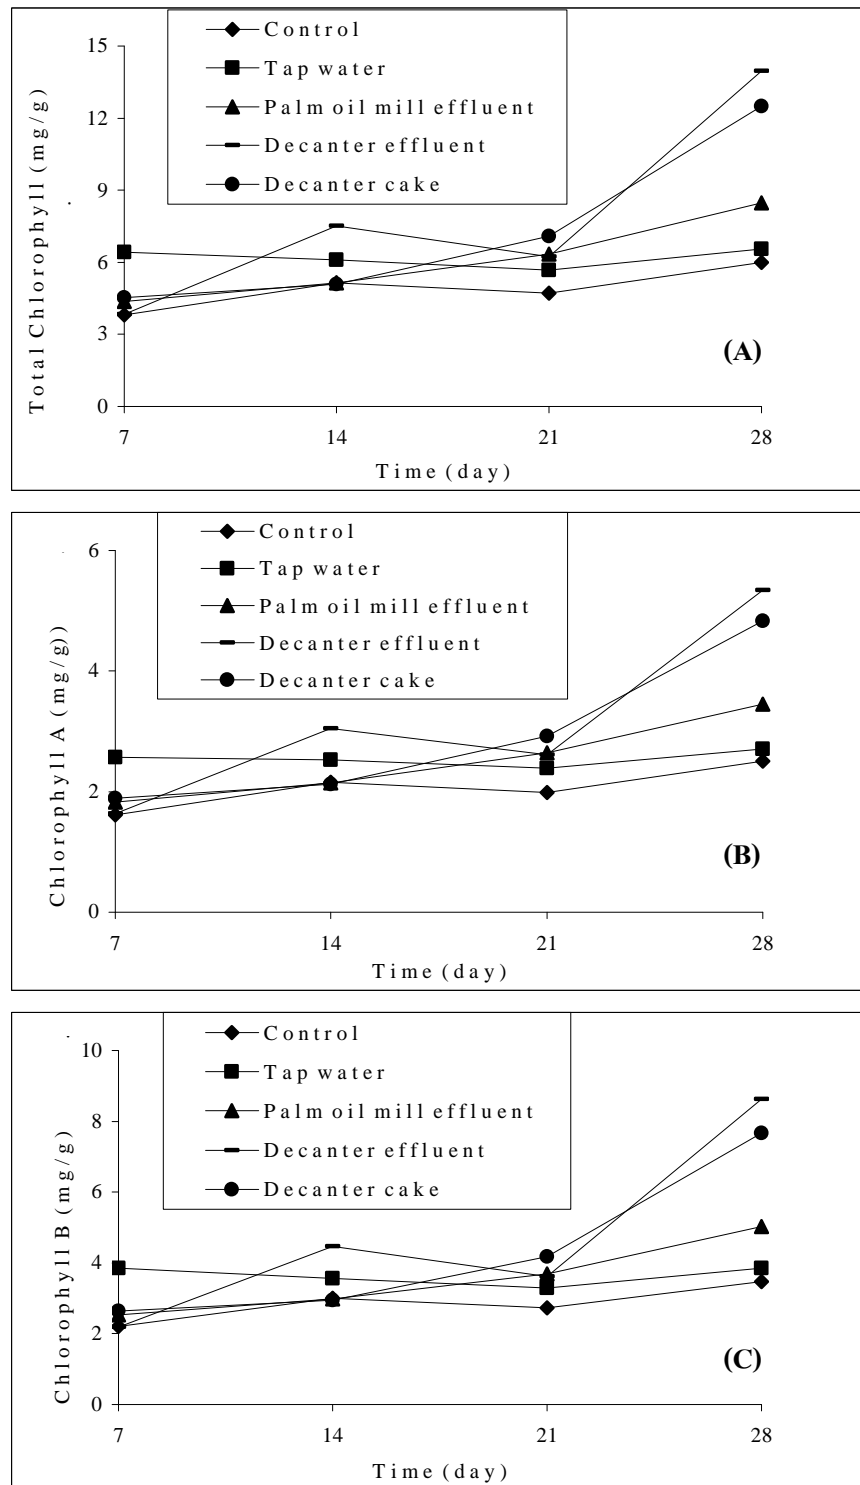 Control
Tap water
Palm oil mill effluent
Decanter effluent
Decanter cake
Total Chlorophyll (mg/g)
15
12
9
6
3
0
7
14
21
28
Time (day)
(A)
Control
Tap water
Palm oil mill effluent
Decanter effluent
Decanter cake
Chlorophyll A (mg/g))
6
4
2
0
7
14
21
28
Time (day)
(B)
Control
Tap water
Palm oil mill effluent
Decanter effluent
Decanter cake
Chlorophyll B (mg/g)
10
8
6
4
2
0
7
14
21
28
Time (day)
(C)